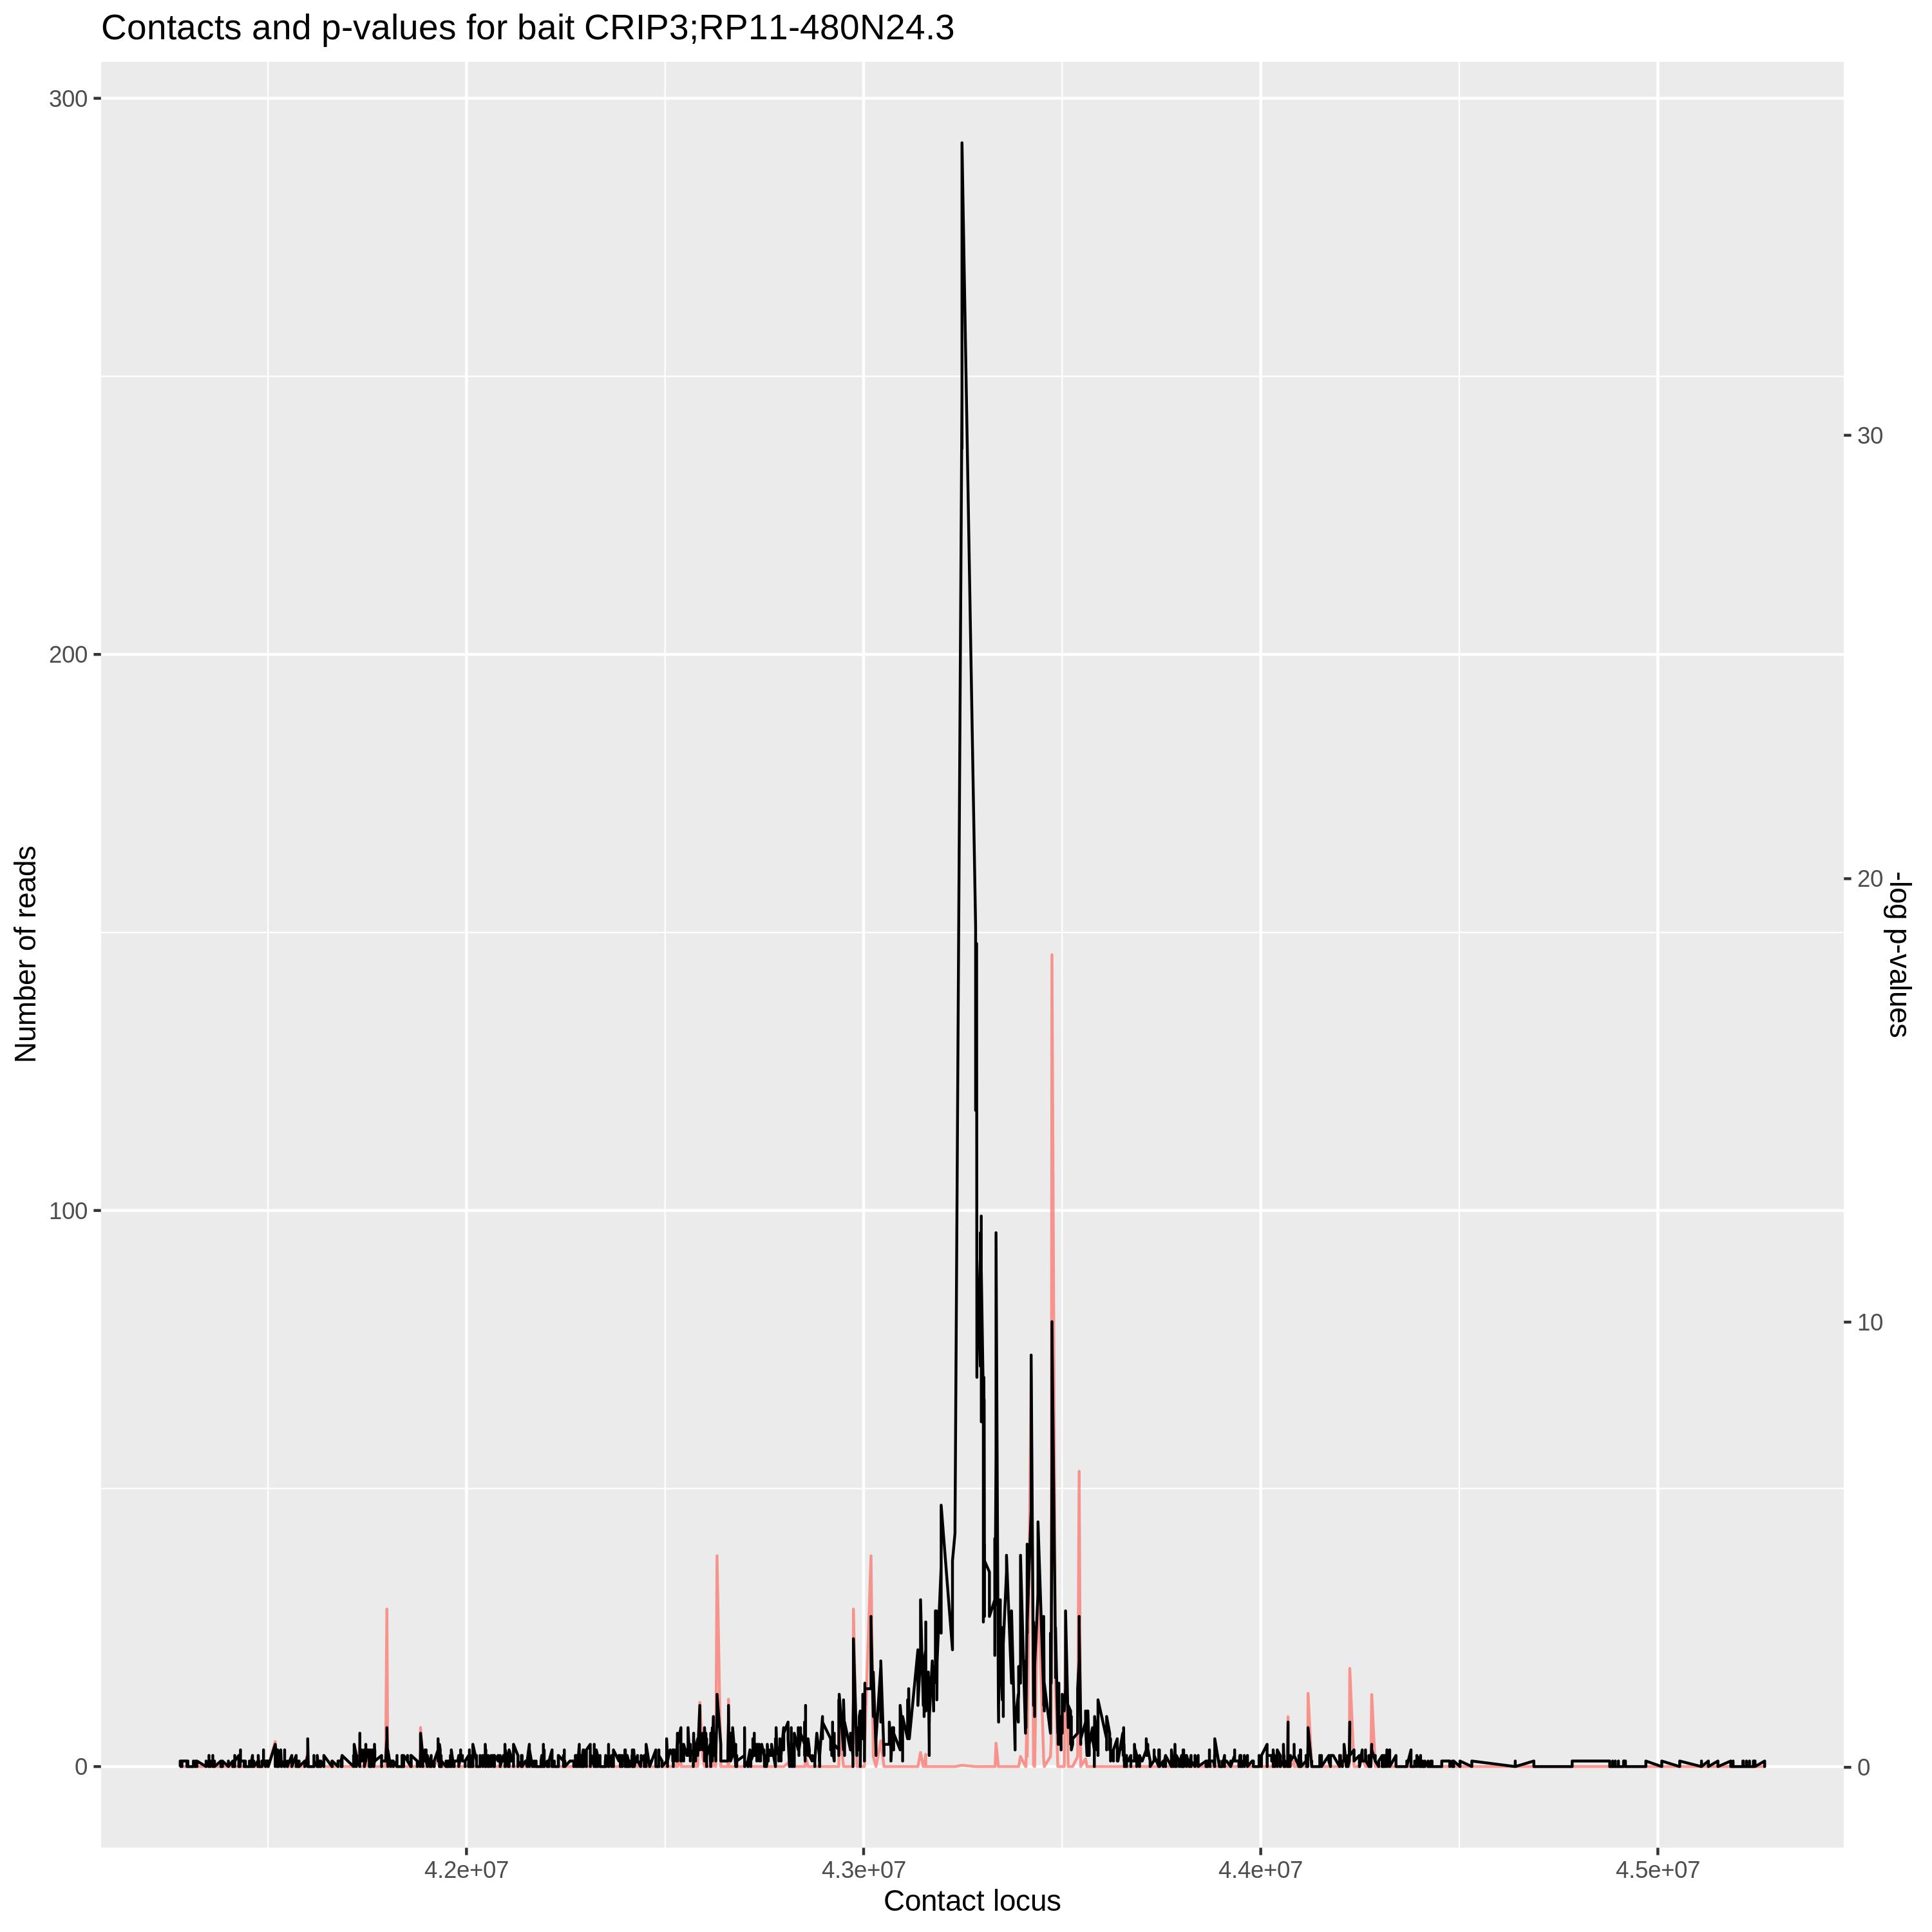 Contacts and p-values for bait CRIP3;RP11-480N24.3
300
200
100
0
Number of reads
30
20
10
0
-log p-values
4.2e+07
4.3e+07
4.4e+07
4.5e+07
Contact locus